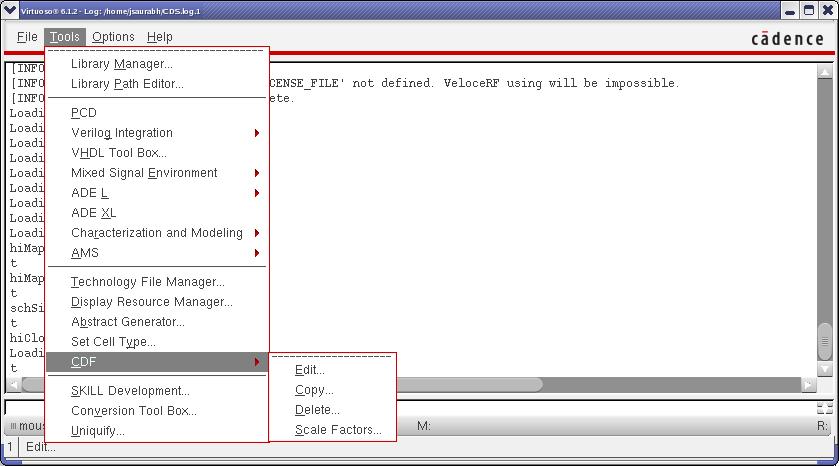 Virtuoso® 6.1.2 - Log: /home/jsaurabh/CDS.log.1
File Tools Options Help
cādence
Library Manager...
Library Path Editor...
PCD
Verilog Integration
VHDL Tool Box...
Mixed Signal Environment
ADE L
ADE XL
Characterization and Modeling
AMS
Technology File Manager...
Display Resource Manager...
Abstract Generator...
Set Cell Type...
CDF
SKILL Development...
Conversion Tool Box...
Uniquify...
Edit...
Copy...
Delete...
Scale Factors...
[INFO
[INFO CENSE_FILE' not defined. VeloceRF using will be impossible.
[INFO ete.
Loadi
Loadi
Loadi
Loadi
Loadi
Loadi
Loadi
Loadi
Loadi
hiMap
t
hiMap
t
schSi
t
hiClo
Loadi
t
mous M: R:
1 Edit...